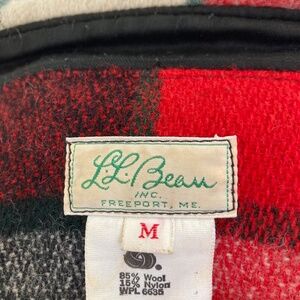 L.L.Bean
INC.
FREEPORT, ME.
M
85% Wool
15% Nylon
WPL 6635